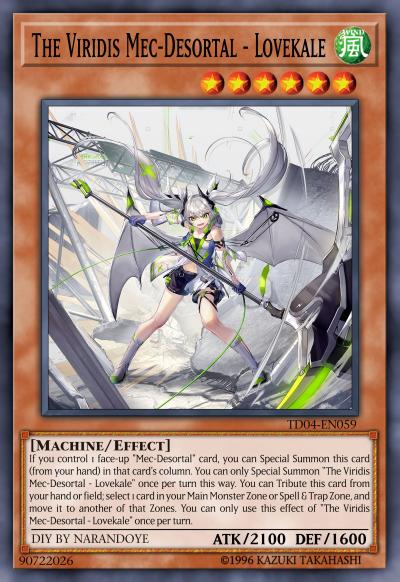 The Viridis Mec-Desortal - Lovekale
WIND
風
TD04-EN059
[Machine/Effect]
If you control 1 face-up "Mec-Desortal" card, you can Special Summon this card
(from your hand) in that card's column. You can only Special Summon "The Viridis
Mec-Desortal - Lovekale" once per turn this way. You can Tribute this card from
your hand or field; select 1 card in your Main Monster Zone or Spell & Trap Zone, and
move it to another of that Zones. You can only use this effect of "The Viridis
Mec-Desortal - Lovekale" once per turn.
DIY BY NARANDOYE
ATK/2100 DEF/1600
90722026
©1996 KAZUKI TAKAHASHI